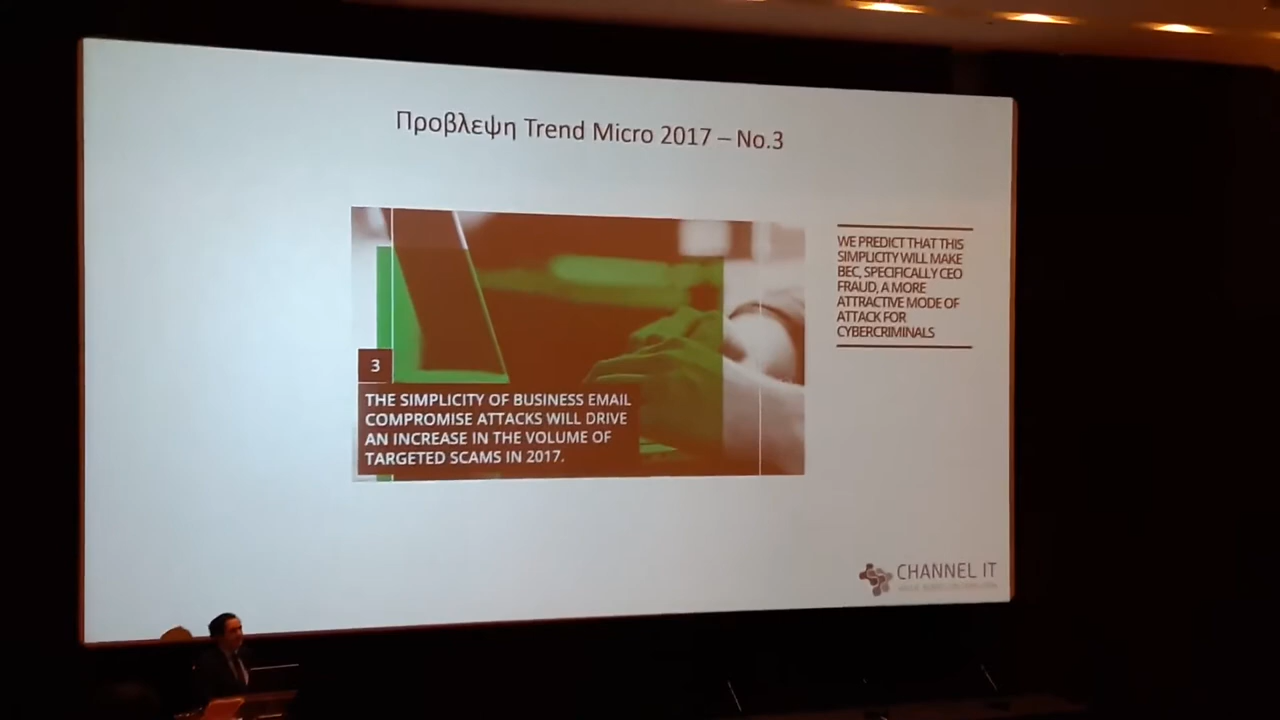 Προβλεψη Trend Micro 2017 – No.3
3
THE SIMPLICITY OF BUSINESS EMAIL
COMPROMISE ATTACKS WILL DRIVE
AN INCREASE IN THE VOLUME OF
TARGETED SCAMS IN 2017.
WE PREDICT THAT THIS
SIMPLICITY WILL MAKE
BEC, SPECIFICALLY CEO
FRAUD, A MORE
ATTRACTIVE MODE OF
ATTACK FOR
CYBERCRIMINALS
CHANNEL IT